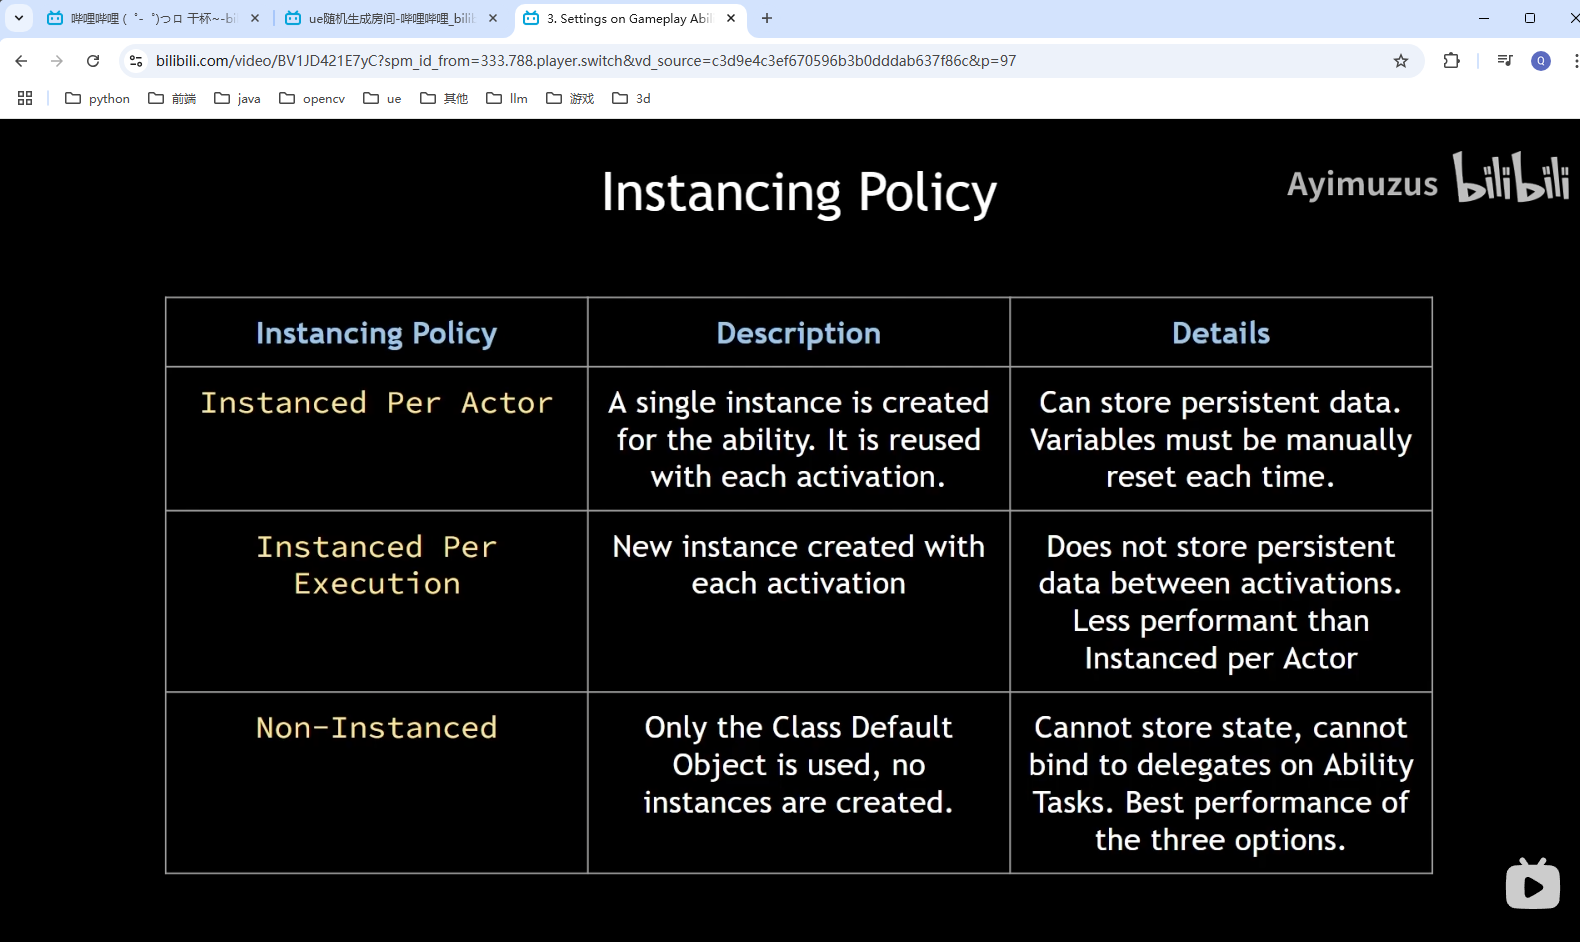 哔哩哔哩 (゜-゜)つロ 干杯~-bi
ue随机生成房间-哔哩哔哩_bili
3. Settings on Gameplay Abil
bilibili.com/video/BV1JD421E7yC?spm_id_from=333.788.player.switch&vd_source=c3d9e4c3ef670596b3b0dddab637f86c&p=97
Q
python 前端 java opencv ue 其他 llm 游戏 3d
Instancing Policy
Ayimuzus bilibili
Instancing Policy Description Details
Instanced Per Actor
A single instance is created
for the ability. It is reused
with each activation.
Can store persistent data.
Variables must be manually
reset each time.
Instanced Per
Execution
New instance created with
each activation
Does not store persistent
data between activations.
Less performant than
Instanced per Actor
Non-Instanced
Only the Class Default
Object is used, no
instances are created.
Cannot store state, cannot
bind to delegates on Ability
Tasks. Best performance of
the three options.